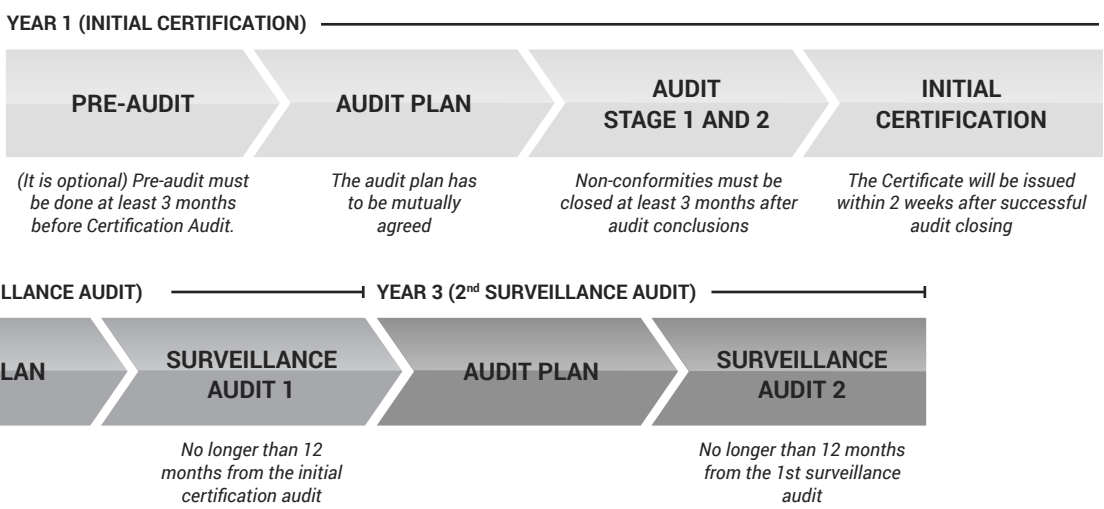 YEAR 1 (INITIAL CERTIFICATION)
PRE-AUDIT
AUDIT PLAN
AUDIT
STAGE 1 AND 2
INITIAL
CERTIFICATION
(It is optional) Pre-audit must
be done at least 3 months
before Certification Audit.
The audit plan has
to be mutually
agreed
Non-conformities must be
closed at least 3 months after
audit conclusions
The Certificate will be issued
within 2 weeks after successful
audit closing
LLANCE AUDIT)
YEAR 3 (2nd SURVEILLANCE AUDIT)
LAN
SURVEILLANCE
AUDIT 1
AUDIT PLAN
SURVEILLANCE
AUDIT 2
No longer than 12
months from the initial
certification audit
No longer than 12 months
from the 1st surveillance
audit